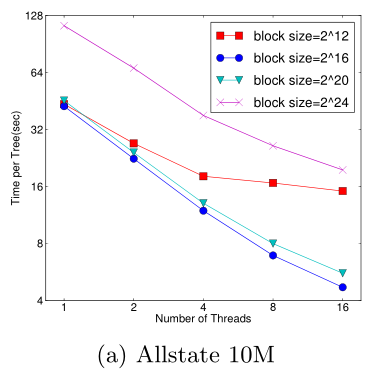 128
64
32
16
8
4
Time per Tree(sec)
block size=2^12
block size=2^16
block size=2^20
block size=2^24
1
2
4
8
16
Number of Threads
(a) Allstate 10M